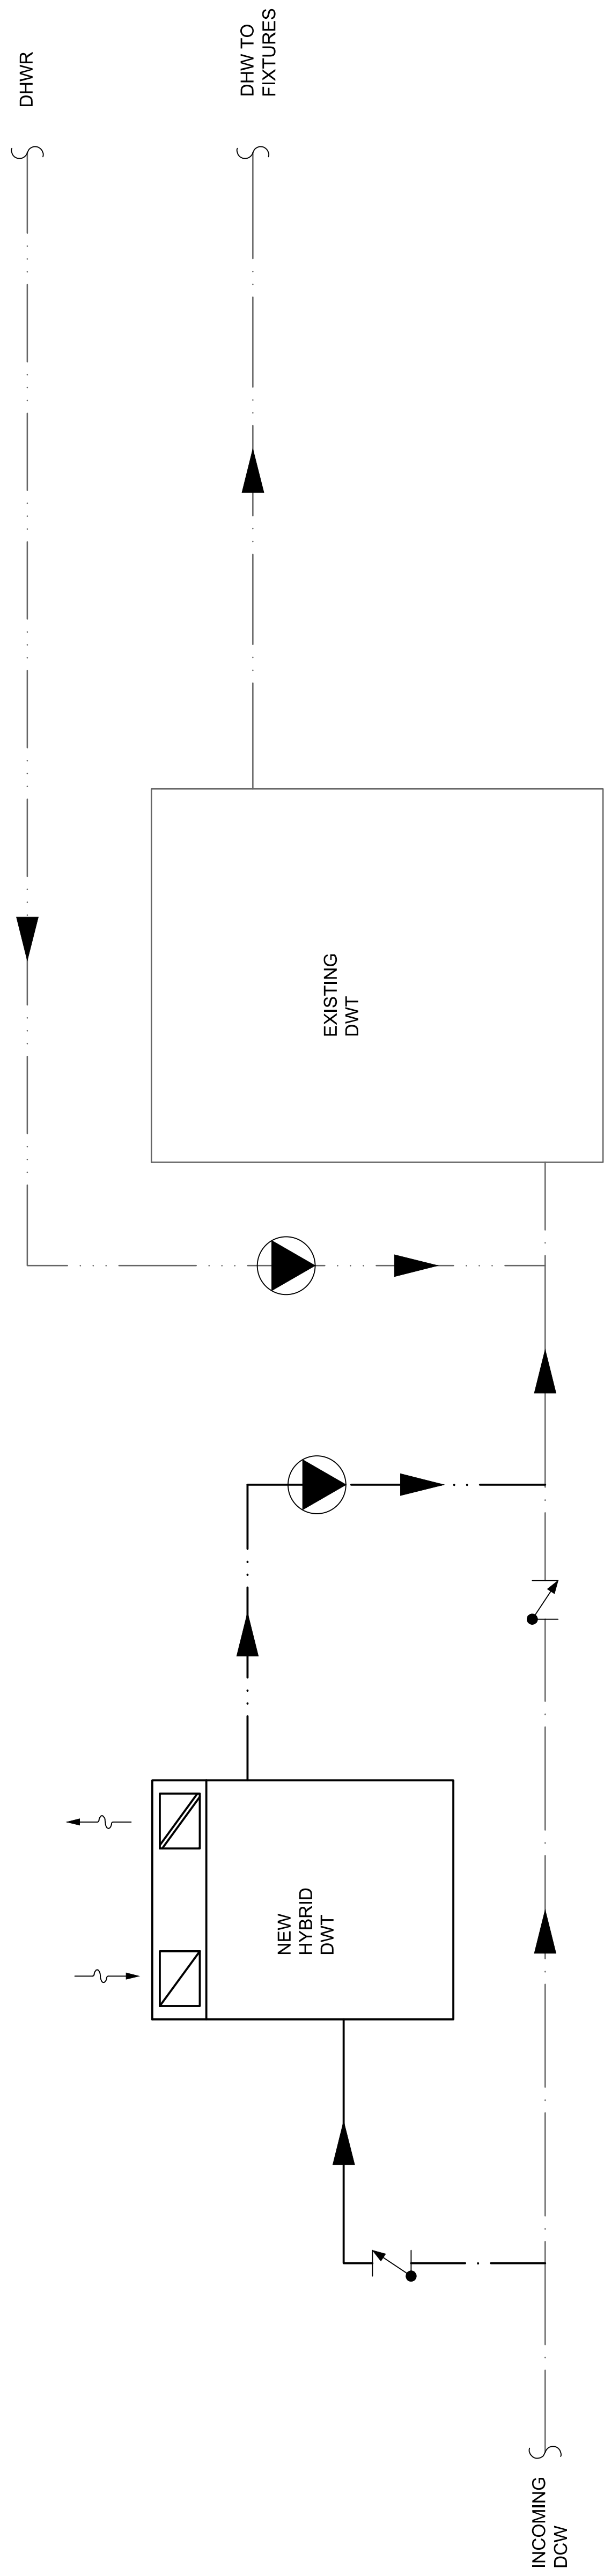 DHWR
DHW TO
FIXTURES
EXISTING
DWT
NEW
HYBRID
DWT
INCOMING
DCW